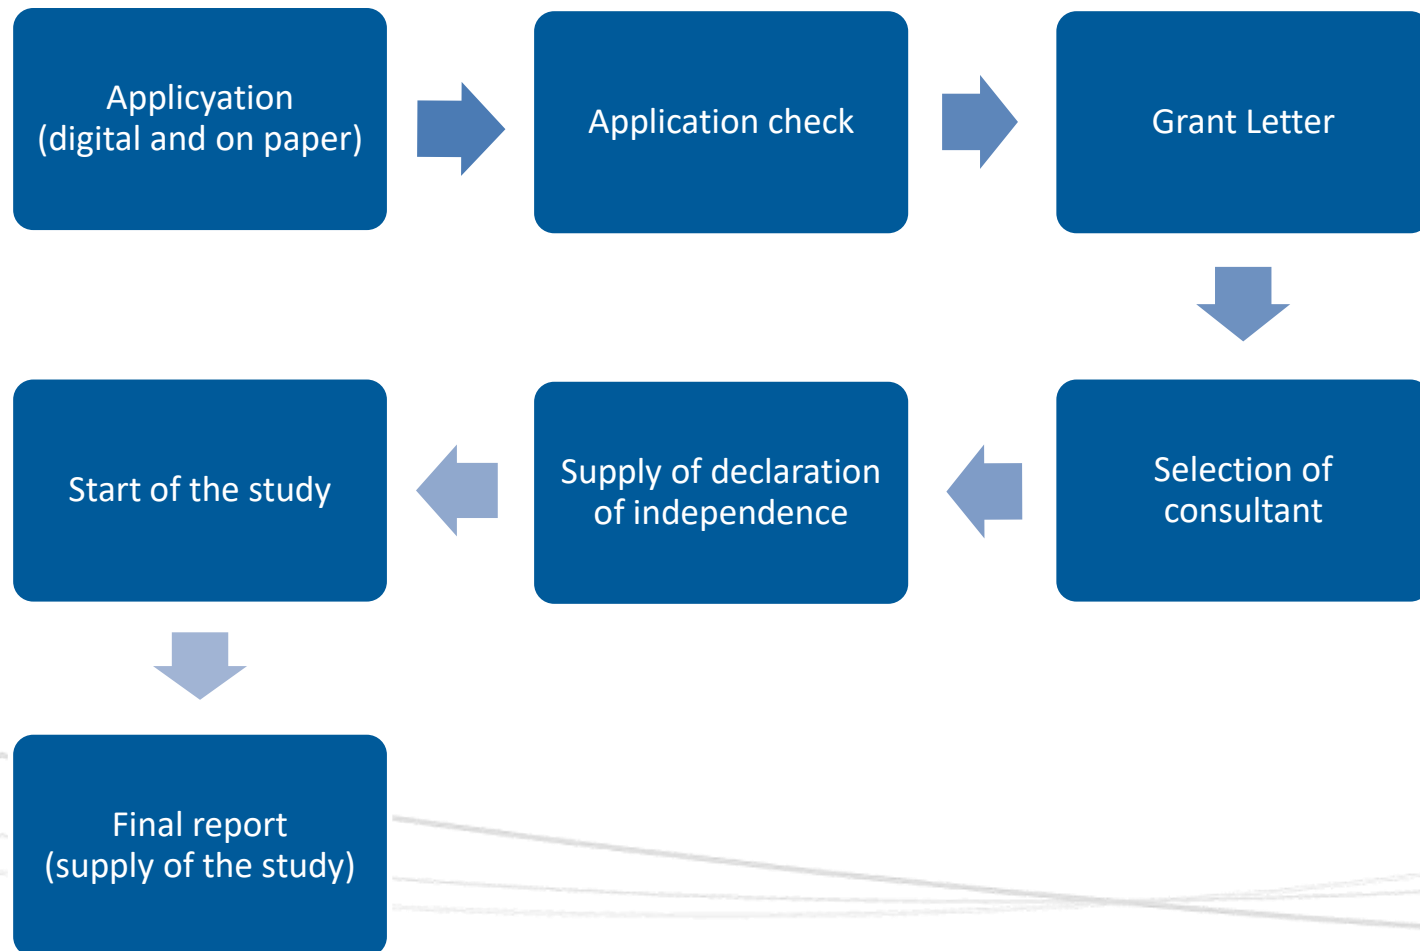 Applicyation
(digital and on paper)
Application check
Grant Letter
Selection of
consultant
Supply of declaration
of independence
Start of the study
Final report
(supply of the study)